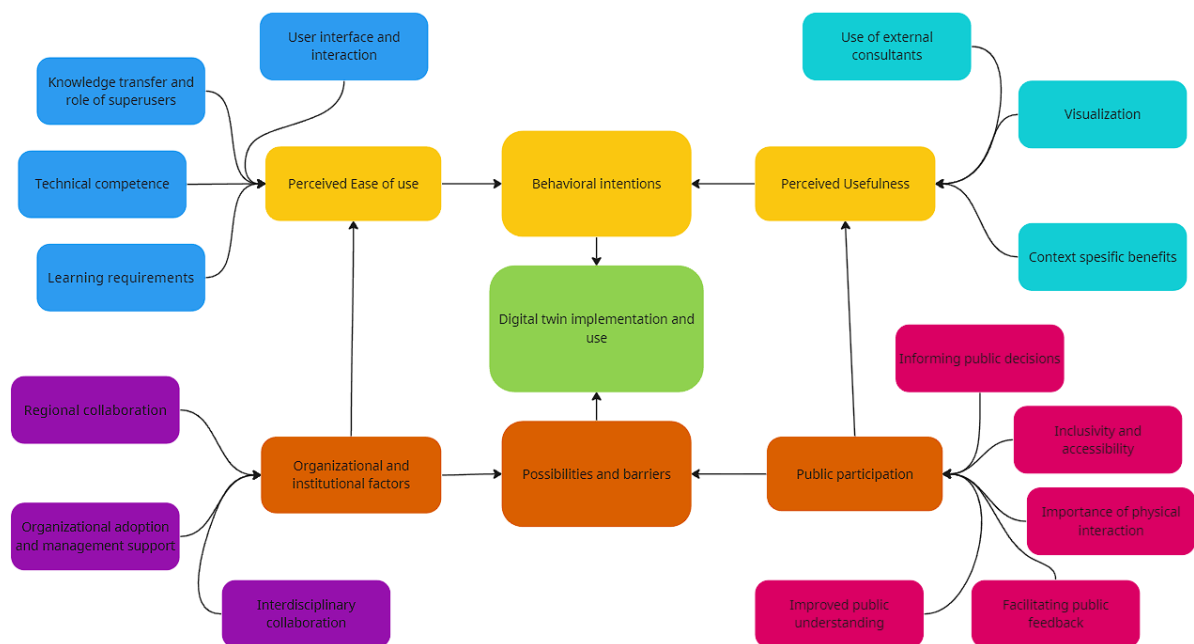 User interface and
interaction
Use of external
consultants
Knowledge transfer and
role of superusers
Visualization
Technical competence
Perceived Ease of use
Behavioral intentions
Perceived Usefulness
Learning requirements
Context spesific benefits
Digital twin implementation and
use
Informing public decisions
Regional collaboration
Inclusivity and
accessibility
Organizational and
institutional factors
Possibilities and barriers
Public participation
Organizational adoption
and management support
Importance of physical
interaction
Interdisciplinary
collaboration
Improved public
understanding
Facilitating public
feedback